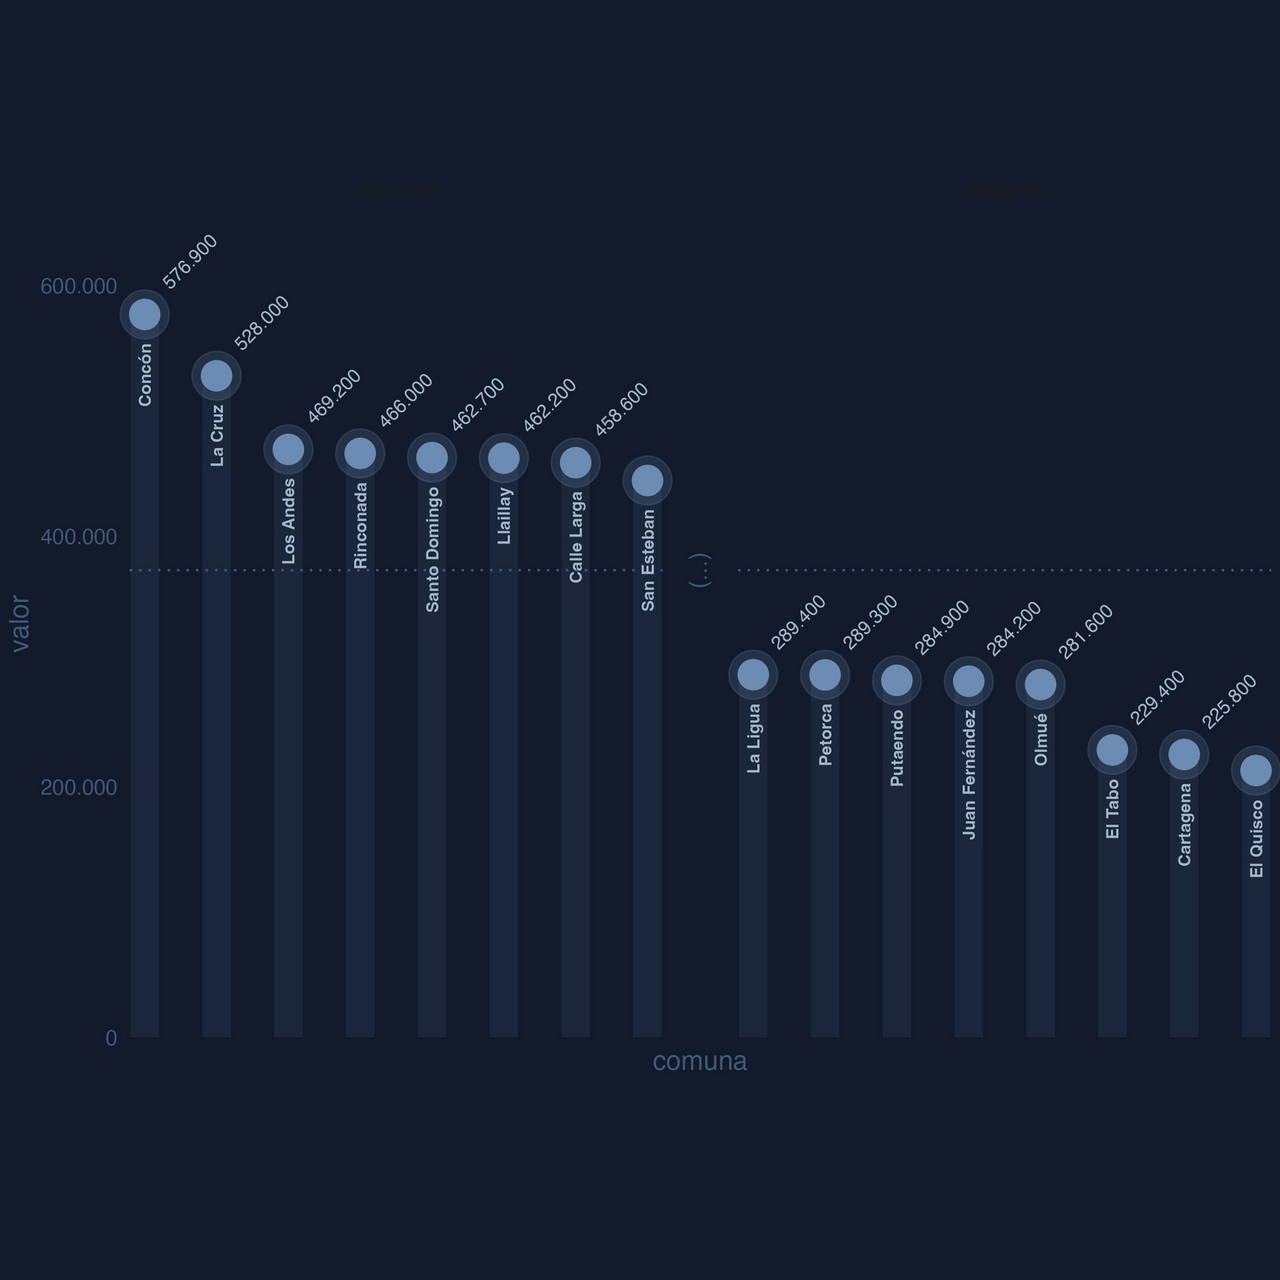 600.000
400.000
200.000
0
valor
comuna
576.900
528.000
469.200
466.000
462.700
462.200
458.600
Concón
La Cruz
Los Andes
Rinconada
Santo Domingo
Llaillay
Calle Larga
San Esteban
(...)
289.400
289.300
284.900
284.200
281.600
229.400
225.800
La Ligua
Petorca
Putaendo
Juan Fernández
Olmué
El Tabo
Cartagena
El Quisco